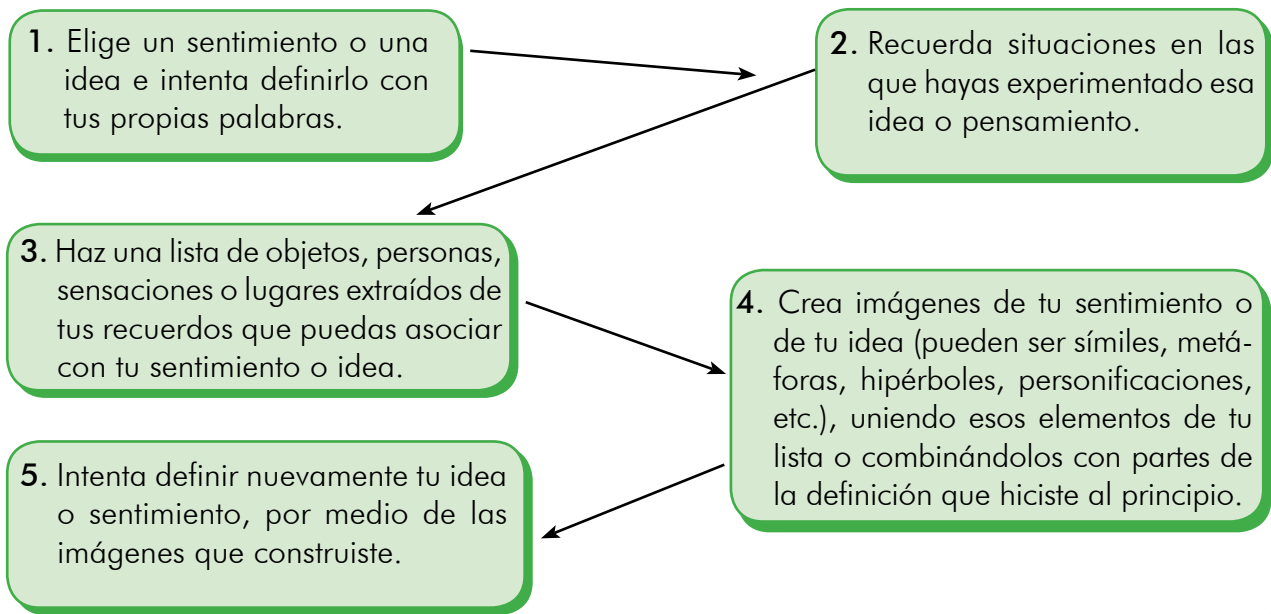 1. Elige un sentimiento o una
idea e intenta definirlo con
tus propias palabras.
2. Recuerda situaciones en las
que hayas experimentado esa
idea o pensamiento.
3. Haz una lista de objetos, personas,
sensaciones o lugares extraídos de
tus recuerdos que puedas asociar
con tu sentimiento o idea.
4. Crea imágenes de tu sentimiento o
de tu idea (pueden ser símiles, metá-
foras, hipérboles, personificaciones,
etc.), uniendo esos elementos de tu
lista o combinándolos con partes de
la definición que hiciste al principio.
5. Intenta definir nuevamente tu idea
o sentimiento, por medio de las
imágenes que construiste.